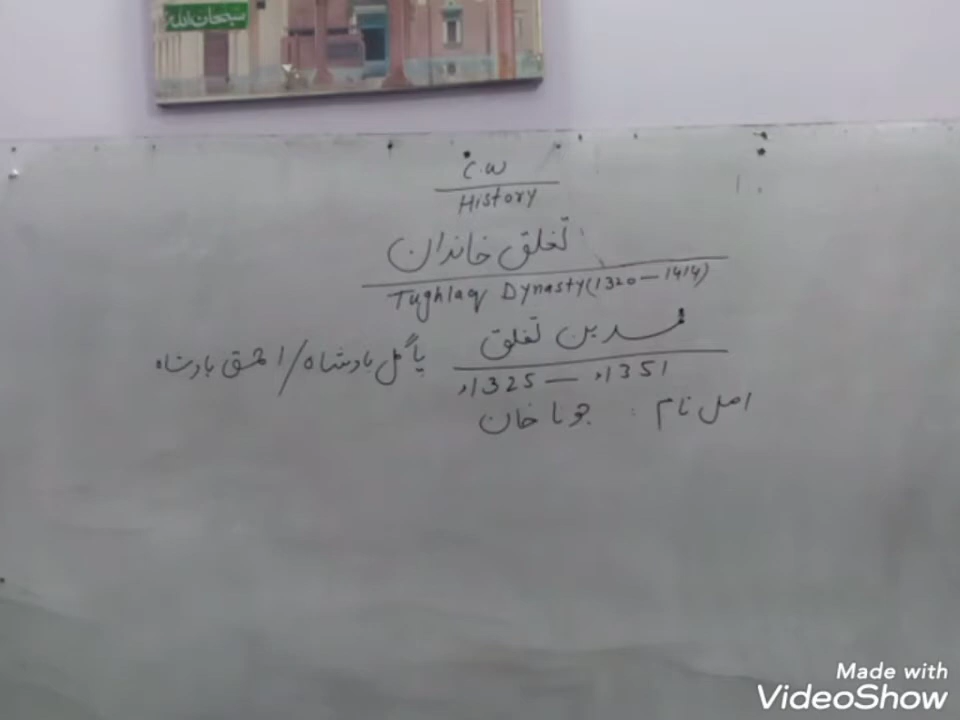 سبحان الله
C.W
History
تغلق خاندان
Tughlaq Dynasty (1320-1414)
محمد بن تغلق
پاگل بادشاہ / احمق بادشاہ
1325ء — 1351ء
اصل نام : جونا خان
Made with
VideoShow